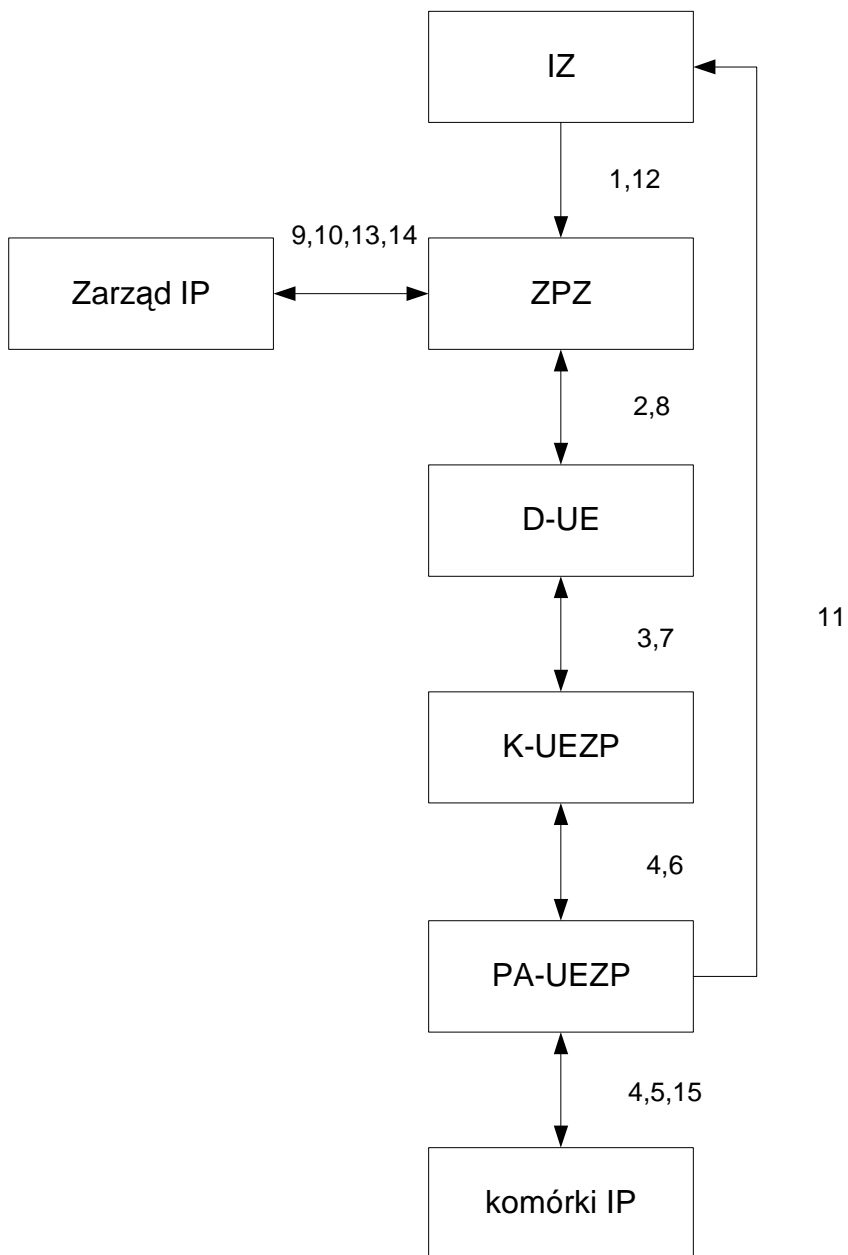 IZ
1,12
9,10,13,14
Zarząd IP
ZPZ
2,8
D-UE
11
3,7
K-UEZP
4,6
PA-UEZP
4,5,15
komórki IP